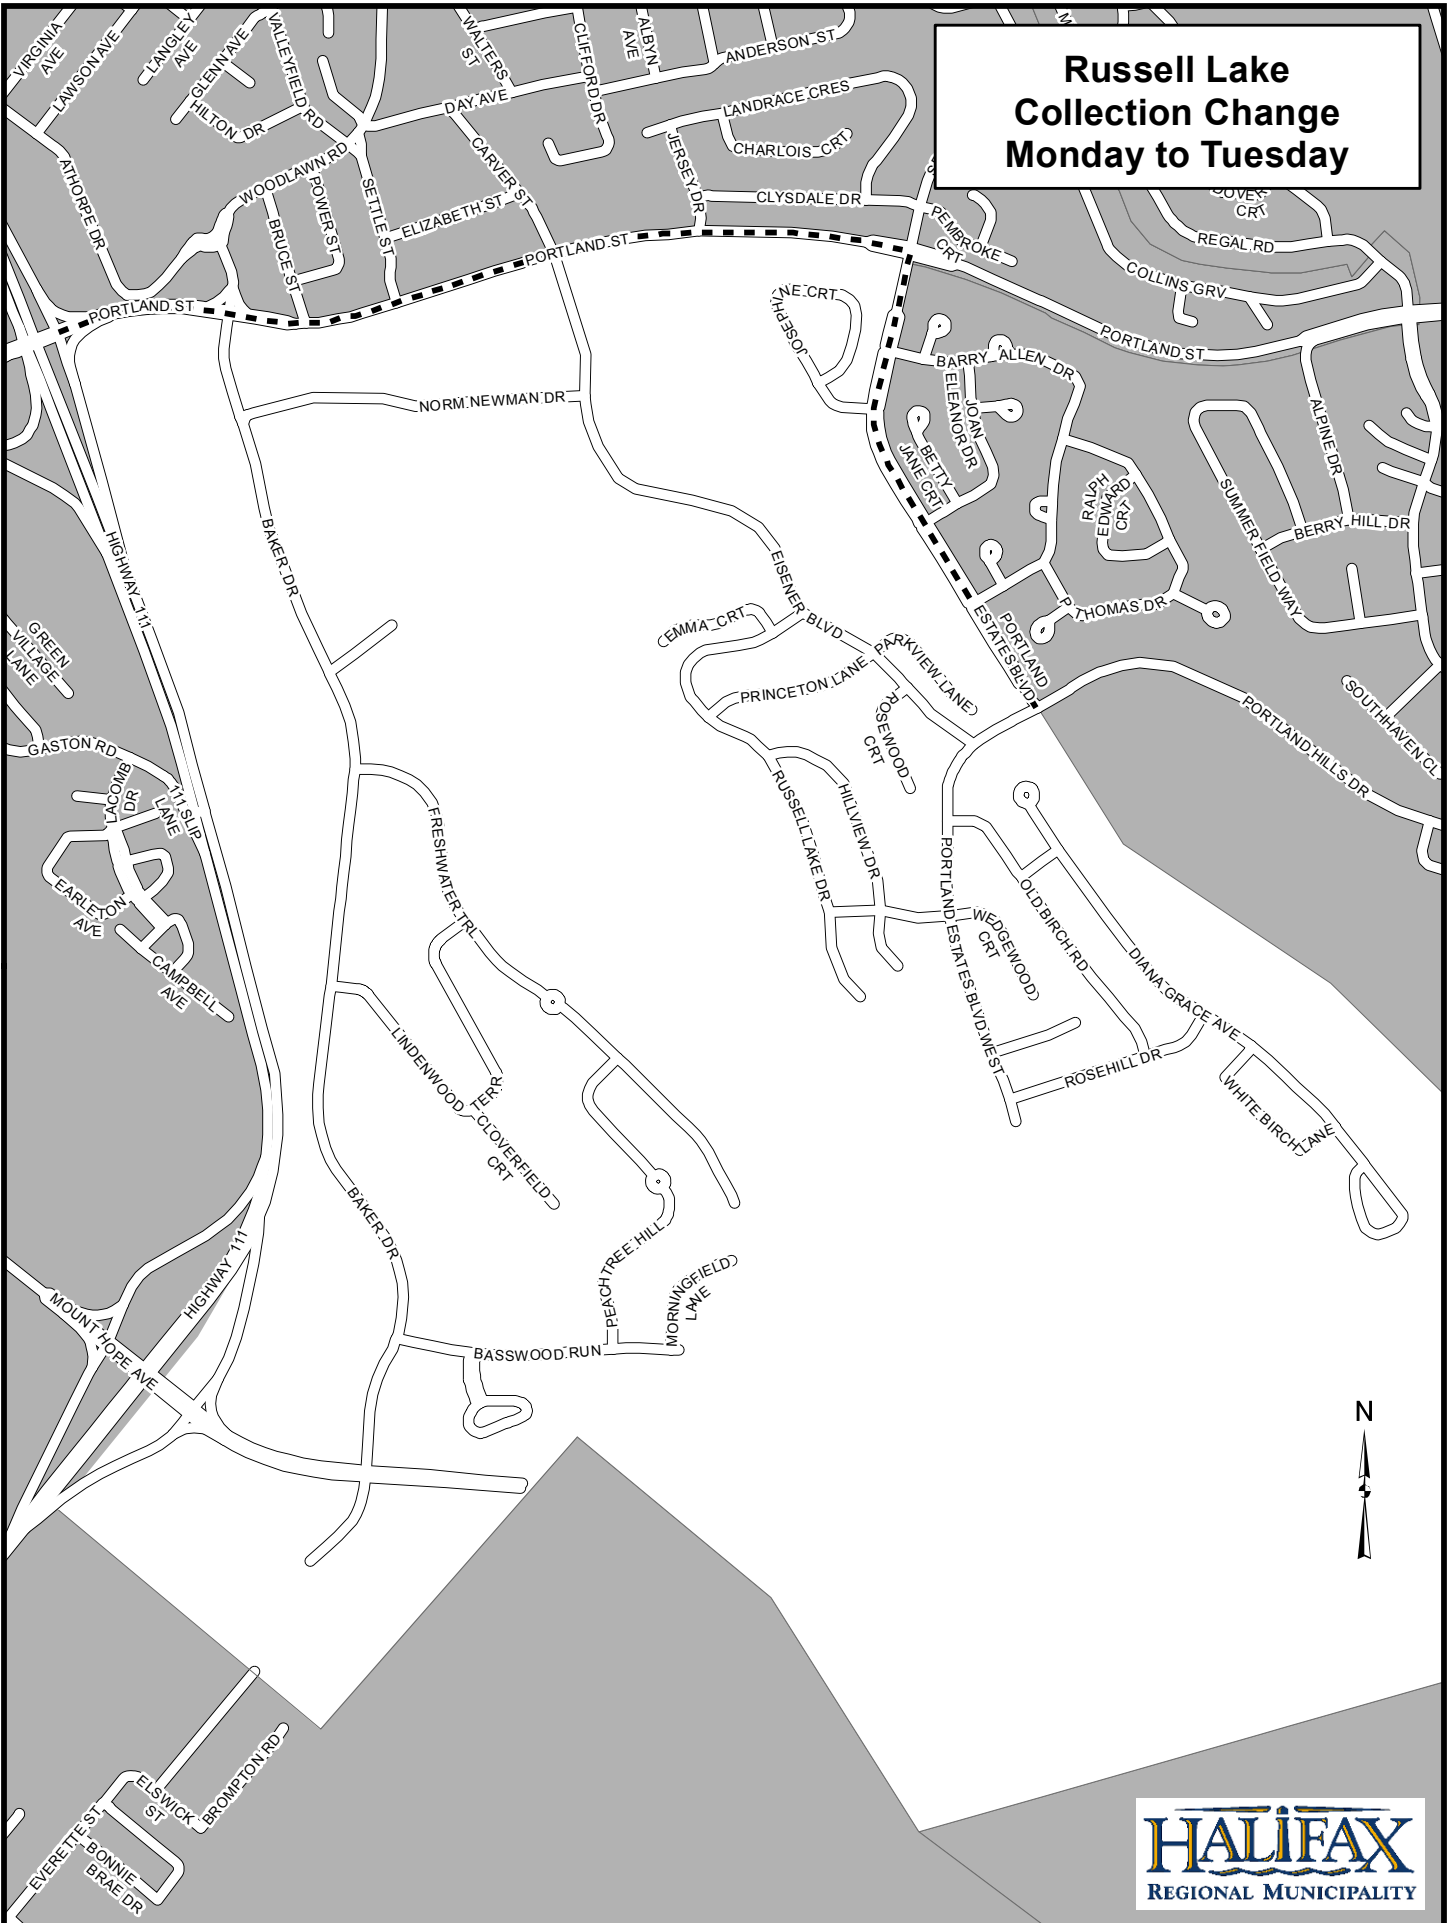 Russell Lake
Collection Change
Monday to Tuesday
VIRGINIA
AVE
LAWSON AVE
LANGLEY
AVE
GLENN AVE
HILTON DR
VALLEYFIELD RD
WALTERS
ST
CLIFFORD DR
ALBYN
AVE
ANDERSON ST
DAY AVE
LANDRACE CRES
CHARLOIS CRT
JERSEY DR
CLYSDALE DR
CARVER ST
WOODLAWN RD
POWER ST
SETTLE ST
ELIZABETH ST
BRUCE ST
ATHORPE DR
PORTLAND ST
PORTLAND ST
PEMBROKE
CRT
CRT
REGAL RD
COLLINS GRV
PORTLAND ST
JOSEPHINE CRT
BARRY ALLEN DR
ELEANOR DR
JOAN
BETTY
JANE CRT
RALPH
EDWARD
CRT
ALPINE DR
SUMMER FIELD WAY
BERRY HILL DR
P THOMAS DR
NORM NEWMAN DR
HIGHWAY 111
BAKER DR
EISENER BLVD
EMMA CRT
PRINCETON LANE
PARKVIEW LANE
PORTLAND
ESTATES BLVD
ROSEWOOD
CRT
SOUTHHAVEN CL
PORTLAND HILLS DR
GREEN
VILLAGE
LANE
GASTON RD
LACOMB
DR
111 SLIP
LANE
EARLETON
AVE
CAMPBELL
AVE
FRESHWATER TRL
RUSSELL LAKE DR
HILLVIEW DR
PORTLAND ESTATES BLVD WEST
OLD BIRCH RD
WEDGEWOOD
CRT
DIANA GRACE AVE
ROSEHILL DR
WHITE BIRCH LANE
LINDENWOOD TERR
CLOVERFIELD
CRT
BAKER DR
PEACHTREE HILL
MORNINGFIELD
LANE
BASSWOOD RUN
HIGHWAY 111
MOUNT HOPE AVE
N
ELSWICK
ST
BROMPTON RD
EVERETTE ST
BONNIE
BRAE DR
HALIFAX
REGIONAL MUNICIPALITY